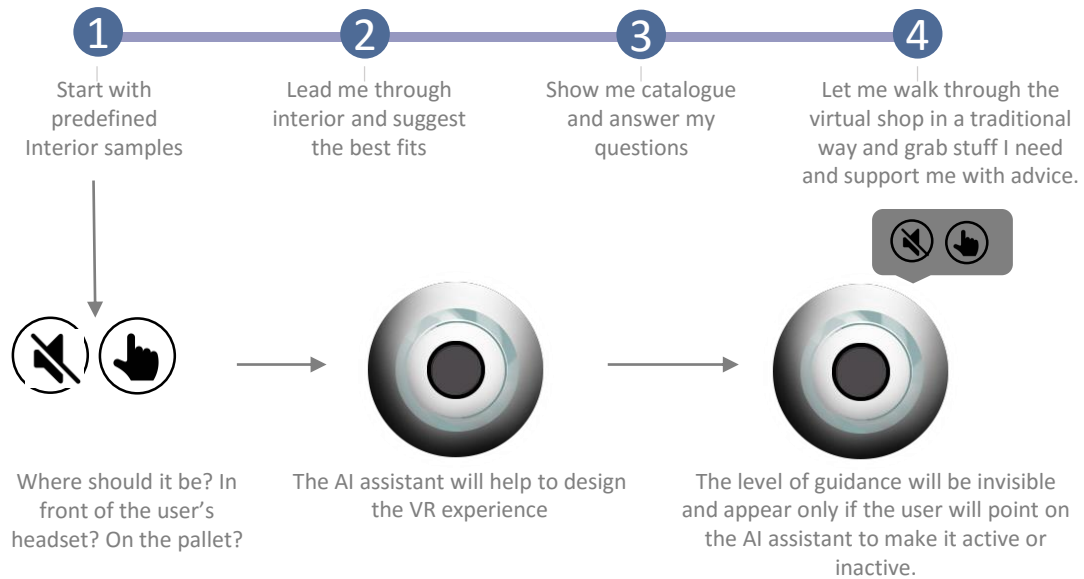 1
2
3
4
Start with
predefined
Interior samples
Lead me through
interior and suggest
the best fits
Show me catalogue
and answer my
questions
Let me walk through the
virtual shop in a traditional
way and grab stuff I need
and support me with advice.
Where should it be? In
front of the user’s
headset? On the pallet?
The AI assistant will help to design
the VR experience
The level of guidance will be invisible
and appear only if the user will point on
the AI assistant to make it active or
inactive.